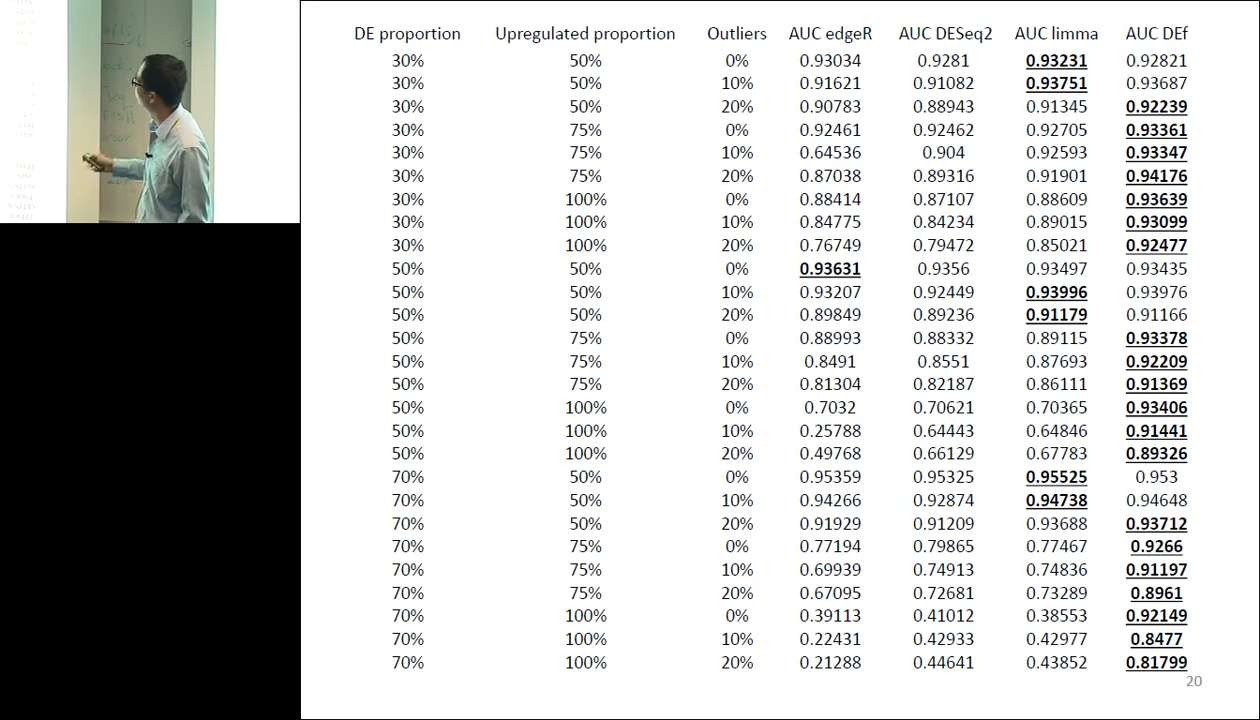 DE proportion Upregulated proportion Outliers AUC edgeR AUC DESeq2 AUC limma AUC DEf
30% 50% 0% 0.93034 0.9281 0.93231 0.92821
30% 50% 10% 0.91621 0.91082 0.93751 0.93687
30% 50% 20% 0.90783 0.88943 0.91345 0.92239
30% 75% 0% 0.92461 0.92462 0.92705 0.93361
30% 75% 10% 0.64536 0.904 0.92593 0.93347
30% 75% 20% 0.87038 0.89316 0.91901 0.94176
30% 100% 0% 0.88414 0.87107 0.88609 0.93639
30% 100% 10% 0.84775 0.84234 0.89015 0.93099
30% 100% 20% 0.76749 0.79472 0.85021 0.92477
50% 50% 0% 0.93631 0.9356 0.93497 0.93435
50% 50% 10% 0.93207 0.92449 0.93996 0.93976
50% 50% 20% 0.89849 0.89236 0.91179 0.91166
50% 75% 0% 0.88993 0.88332 0.89115 0.93378
50% 75% 10% 0.8491 0.8551 0.87693 0.92209
50% 75% 20% 0.81304 0.82187 0.86111 0.91369
50% 100% 0% 0.7032 0.70621 0.70365 0.93406
50% 100% 10% 0.25788 0.64443 0.64846 0.91441
50% 100% 20% 0.49768 0.66129 0.67783 0.89326
70% 50% 0% 0.95359 0.95325 0.95525 0.953
70% 50% 10% 0.94266 0.92874 0.94738 0.94648
70% 50% 20% 0.91929 0.91209 0.93688 0.93712
70% 75% 0% 0.77194 0.79865 0.77467 0.9266
70% 75% 10% 0.69939 0.74913 0.74836 0.91197
70% 75% 20% 0.67095 0.72681 0.73289 0.8961
70% 100% 0% 0.39113 0.41012 0.38553 0.92149
70% 100% 10% 0.22431 0.42933 0.42977 0.8477
70% 100% 20% 0.21288 0.44641 0.43852 0.81799
20